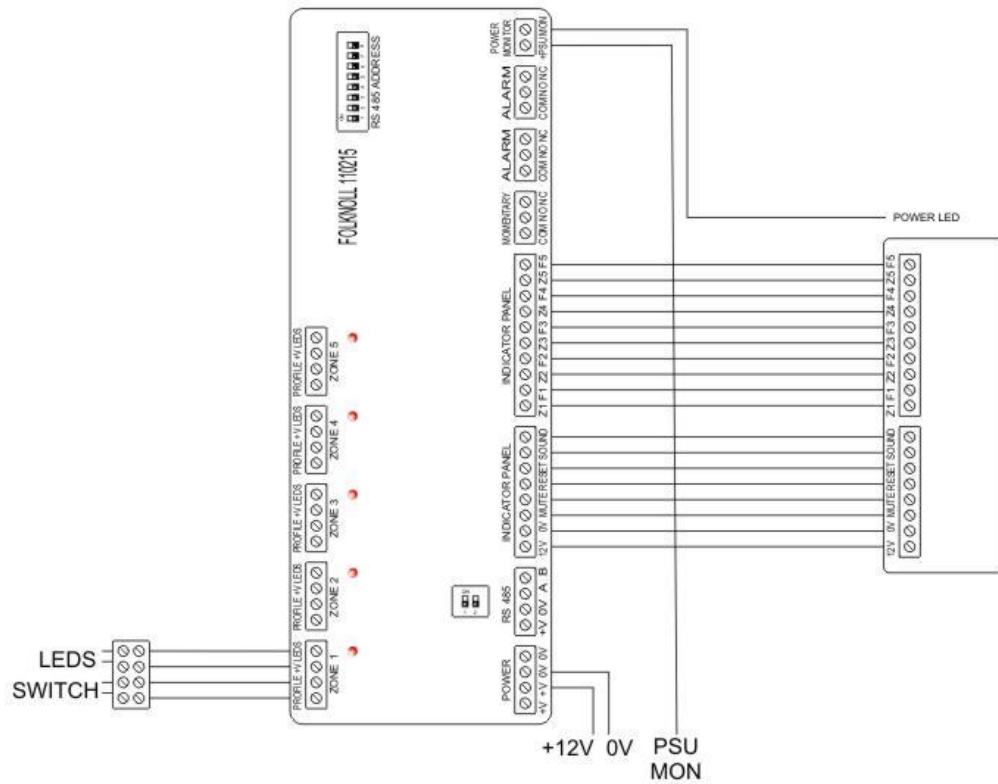 POWER MONITOR
+PSU MON
ALARM
COM NO NC
ALARM
COM NO NC
MOMENTARY
COM NO NC
RS 485 ADDRESS
FOLKNOLL 110215
POWER LED
INDICATOR PANEL
Z1 F1 Z2 F2 Z3 F3 Z4 F4 Z5 F5
Z1 F1 Z2 F2 Z3 F3 Z4 F4 Z5 F5
INDICATOR PANEL
12V 0V MUTE RESET SOUND
12V 0V MUTE RESET SOUND
PROFILE +V LEDS
ZONE 5
PROFILE +V LEDS
ZONE 4
PROFILE +V LEDS
ZONE 3
PROFILE +V LEDS
ZONE 2
PROFILE +V LEDS
ZONE 1
RS 485
+V 0V A B
POWER
+V +V 0V 0V
LEDS
SWITCH
+12V 0V PSU
MON